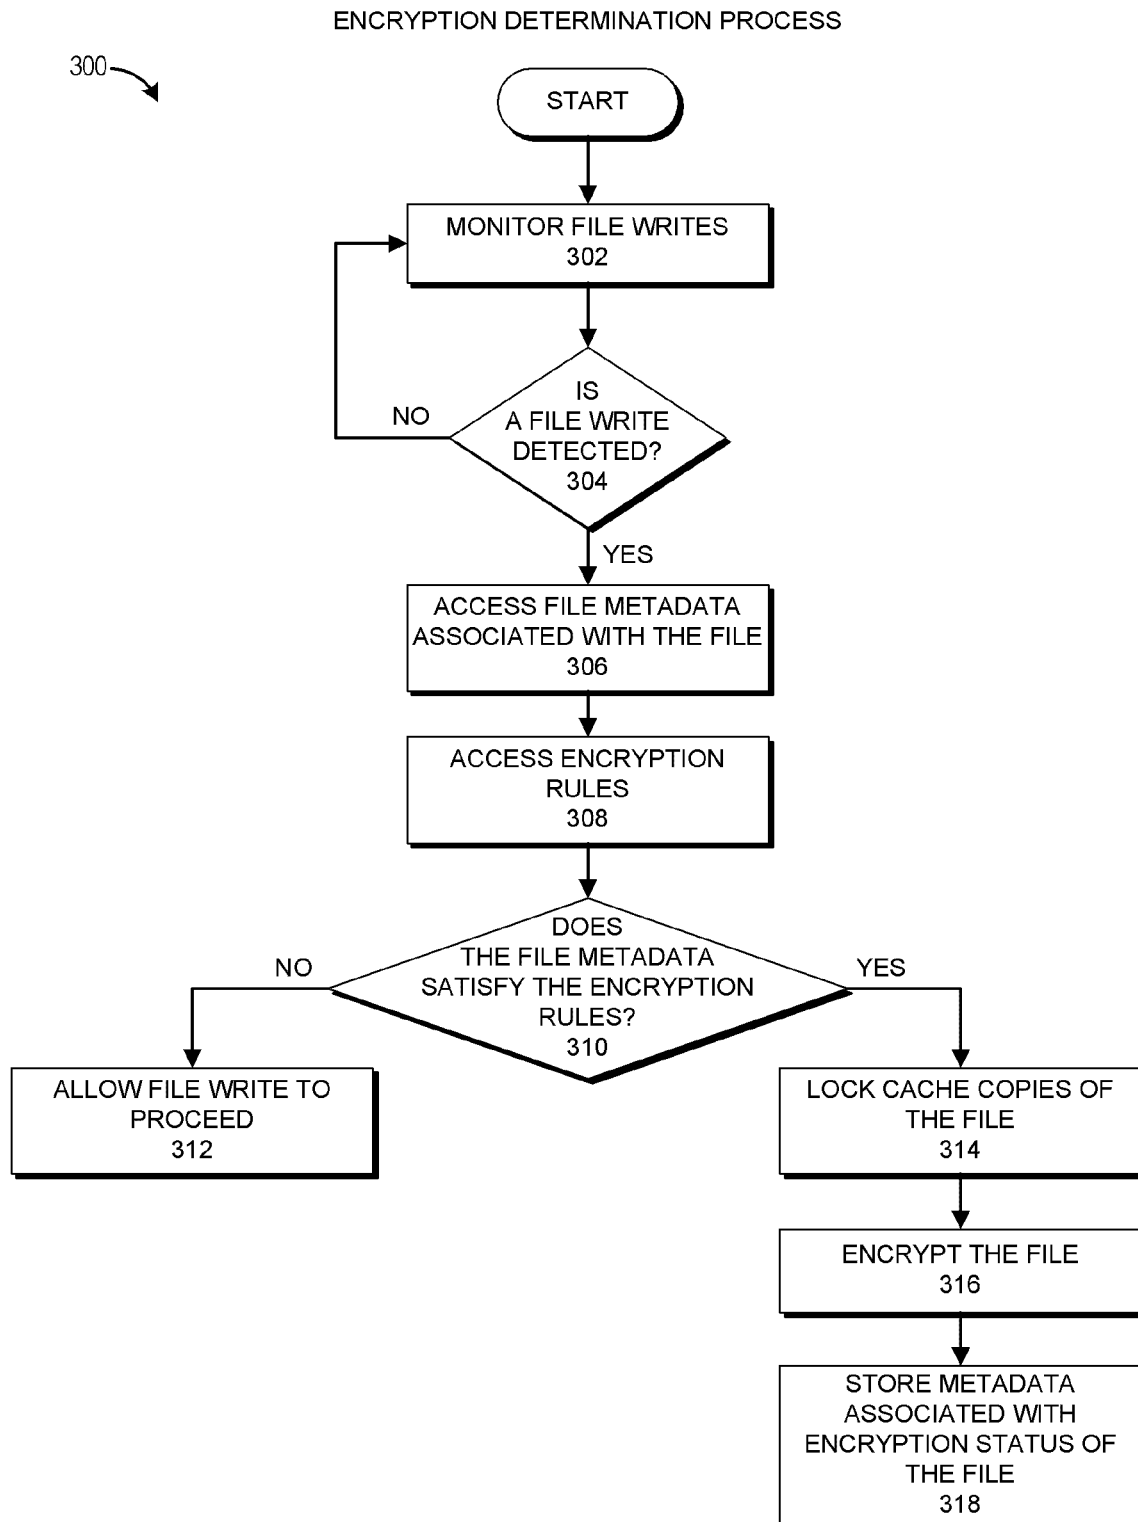 ENCRYPTION DETERMINATION PROCESS
300
START
MONITOR FILE WRITES
302
IS
A FILE WRITE
DETECTED?
304
NO
YES
ACCESS FILE METADATA
ASSOCIATED WITH THE FILE
306
ACCESS ENCRYPTION
RULES
308
DOES
THE FILE METADATA
SATISFY THE ENCRYPTION
RULES?
310
NO
YES
ALLOW FILE WRITE TO
PROCEED
312
LOCK CACHE COPIES OF
THE FILE
314
ENCRYPT THE FILE
316
STORE METADATA
ASSOCIATED WITH
ENCRYPTION STATUS OF
THE FILE
318